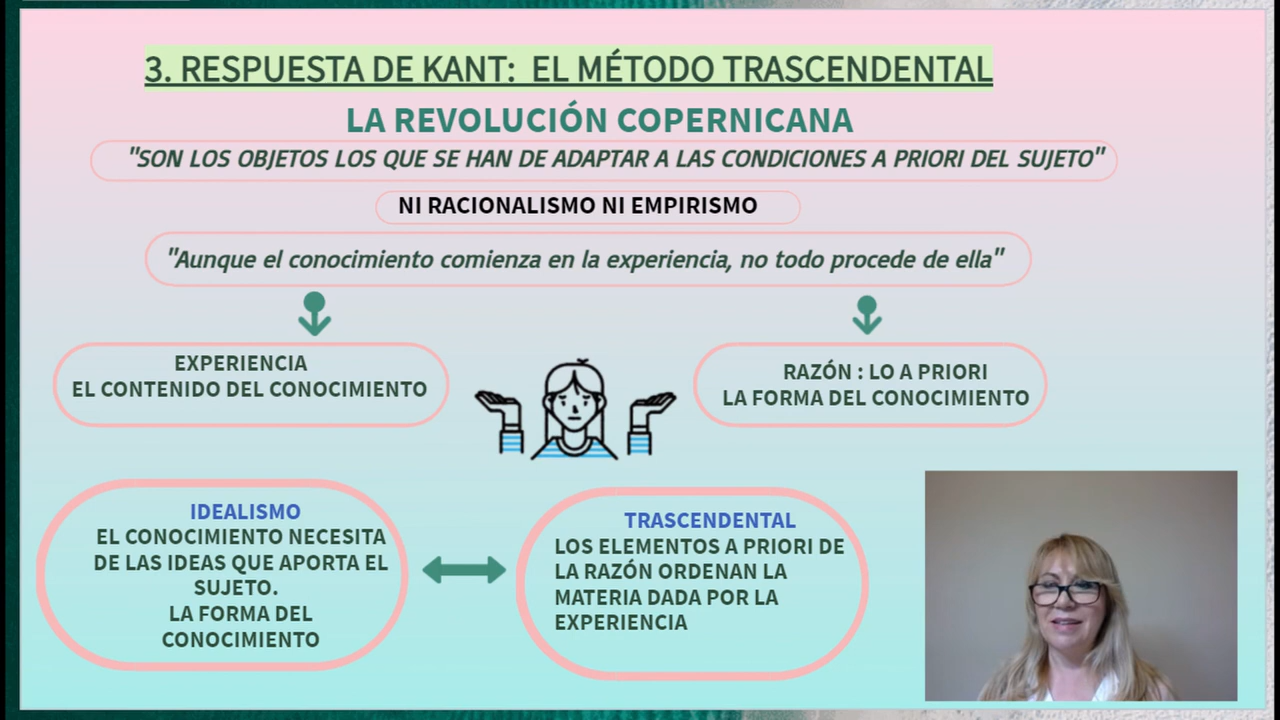 3. RESPUESTA DE KANT: EL MÉTODO TRASCENDENTAL
LA REVOLUCIÓN COPERNICANA
"SON LOS OBJETOS LOS QUE SE HAN DE ADAPTAR A LAS CONDICIONES A PRIORI DEL SUJETO"
NI RACIONALISMO NI EMPIRISMO
"Aunque el conocimiento comienza en la experiencia, no todo procede de ella"
EXPERIENCIA
EL CONTENIDO DEL CONOCIMIENTO
RAZÓN : LO A PRIORI
LA FORMA DEL CONOCIMIENTO
IDEALISMO
EL CONOCIMIENTO NECESITA
DE LAS IDEAS QUE APORTA EL
SUJETO.
LA FORMA DEL
CONOCIMIENTO
TRASCENDENTAL
LOS ELEMENTOS A PRIORI DE
LA RAZÓN ORDENAN LA
MATERIA DADA POR LA
EXPERIENCIA